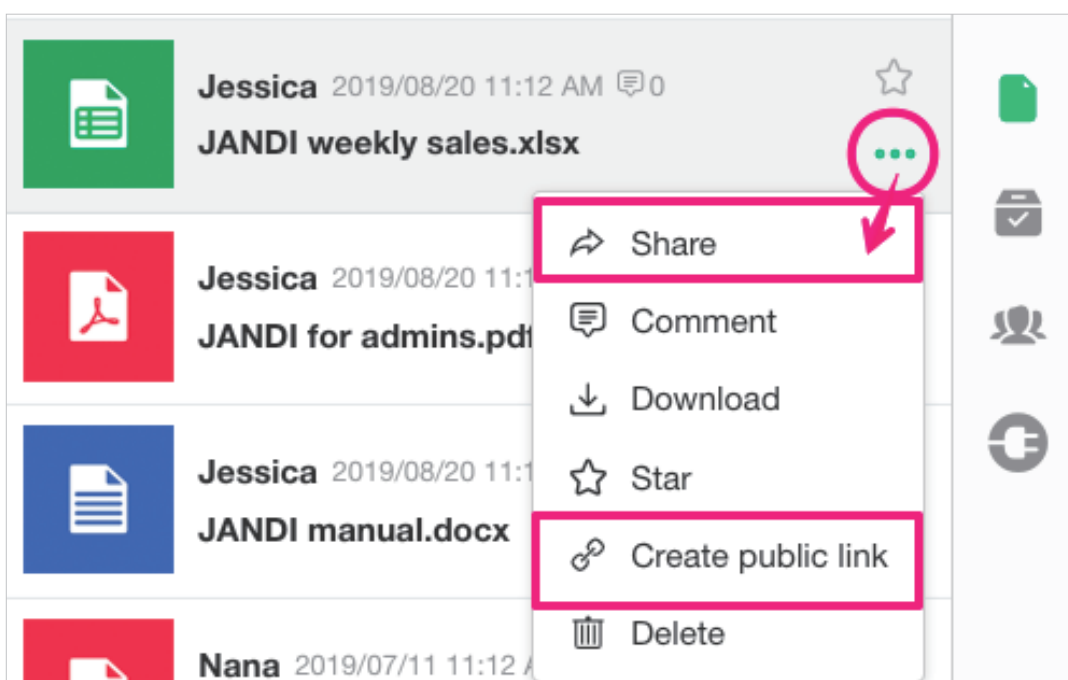 Jessica 2019/08/20 11:12 AM 0
JANDI weekly sales.xlsx
Share
Jessica 2019/08/20 11:1
JANDI for admins.pdf
Comment
Download
Jessica 2019/08/20 11:1
Star
JANDI manual.docx
Create public link
Delete
Nana 2019/07/11 11:12